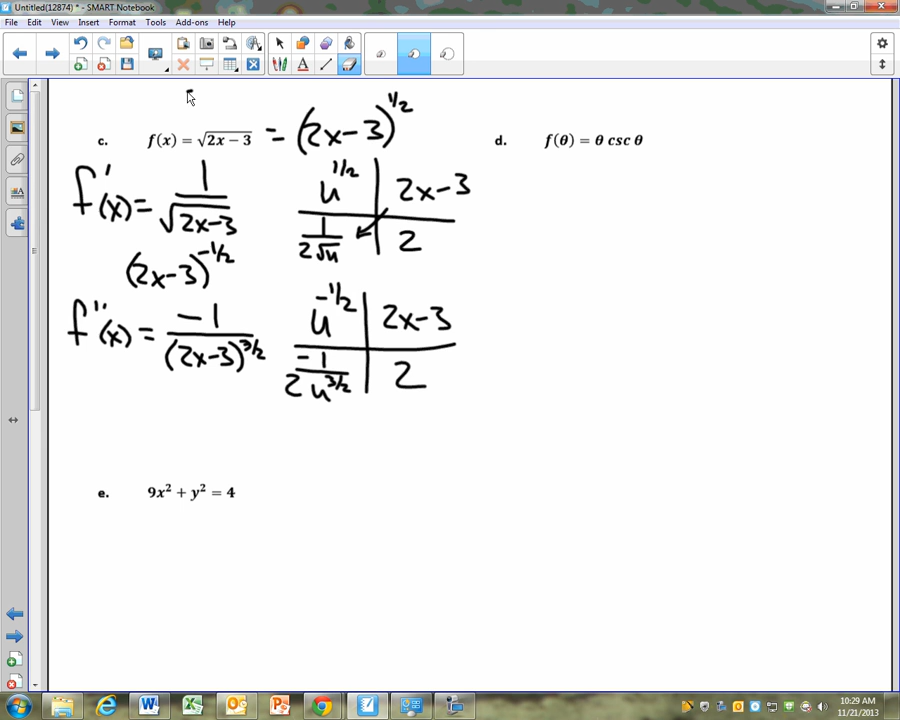 Untitled(12874) * - SMART Notebook
File Edit View Insert Format Tools Add-ons Help
c. f(x) = √2x − 3 = (2x-3)^1/2
d. f(θ) = θ csc θ
f'(x) = 1/√2x-3
u^1/2 | 2x-3
1/2√u | 2
(2x-3)^-1/2
u^-1/2 | 2x-3
f''(x) = -1/(2x-3)^3/2
-1/2u^3/2 | 2
e. 9x² + y² = 4
10:29 AM
11/21/2013